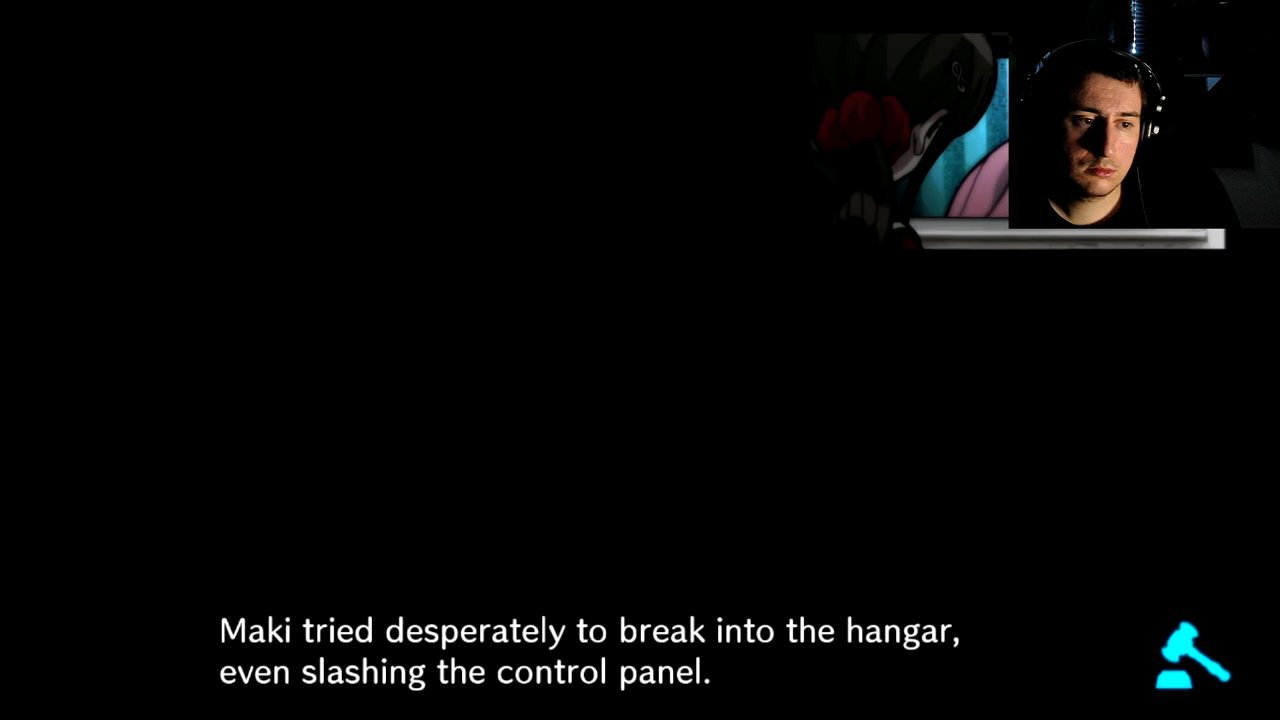 Maki tried desperately to break into the hangar,
even slashing the control panel.